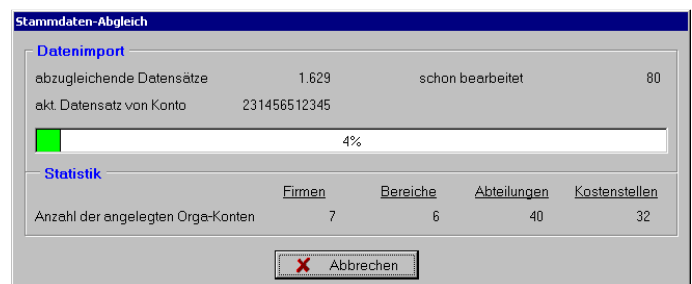 Stammdaten-Abgleich
Datenimport
abzugleichende Datensätze 1.629 schon bearbeitet 80
akt. Datensatz von Konto 231456512345
4%
Statistik
Firmen Bereiche Abteilungen Kostenstellen
Anzahl der angelegten Orga-Konten 7 6 40 32
Abbrechen